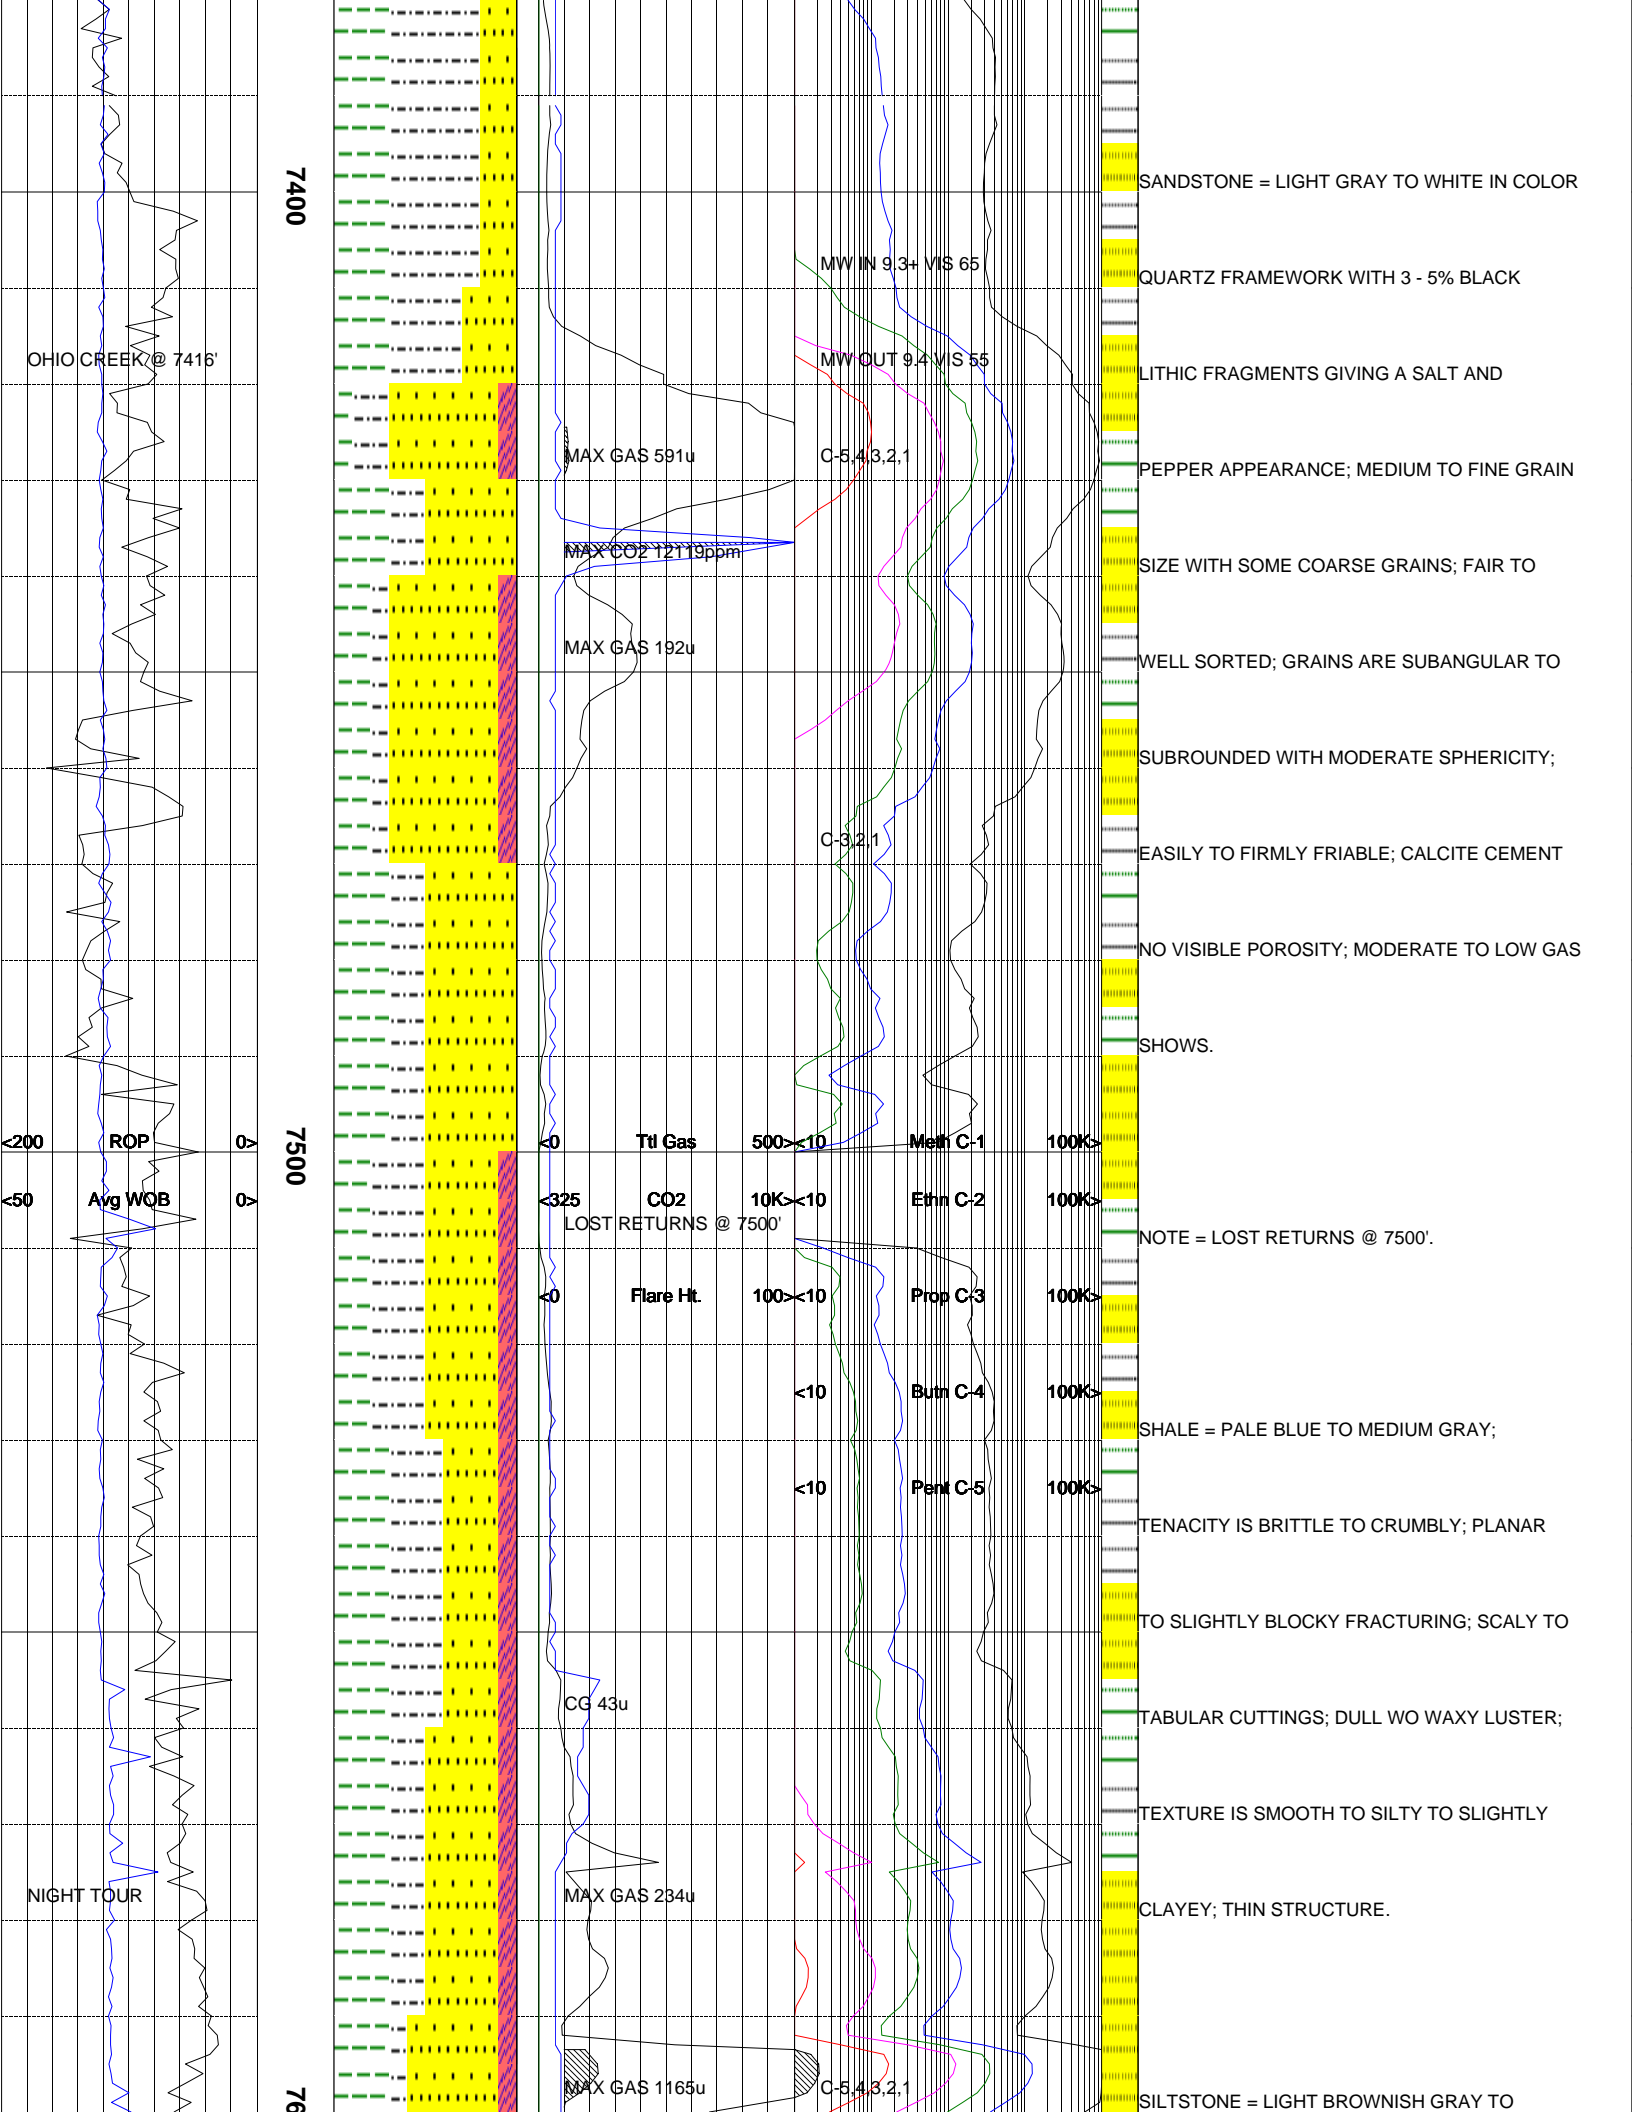 7400
SANDSTONE = LIGHT GRAY TO WHITE IN COLOR
MW IN 9.3+ VIS 65
QUARTZ FRAMEWORK WITH 3 - 5% BLACK
OHIO CREEK @ 7416'
MW OUT 9.4 VIS 55
LITHIC FRAGMENTS GIVING A SALT AND
MAX GAS 591u
C-5,4,3,2,1
PEPPER APPEARANCE; MEDIUM TO FINE GRAIN
MAX CO2 12119ppm
SIZE WITH SOME COARSE GRAINS; FAIR TO
MAX GAS 192u
WELL SORTED; GRAINS ARE SUBANGULAR TO
SUBROUNDED WITH MODERATE SPHERICITY;
C-3,2,1
EASILY TO FIRMLY FRIABLE; CALCITE CEMENT
NO VISIBLE POROSITY; MODERATE TO LOW GAS
SHOWS.
<200 ROP 0>
7500
<0 Ttl Gas 500>
<10 Meth C-1 100K>
<50 Avg WOB 0>
<325 CO2 10K>
<10 Ethn C-2 100K>
LOST RETURNS @ 7500'
NOTE = LOST RETURNS @ 7500'.
<0 Flare Ht. 100>
<10 Prop C-3 100K>
<10 Butn C-4 100K>
SHALE = PALE BLUE TO MEDIUM GRAY;
<10 Pent C-5 100K>
TENACITY IS BRITTLE TO CRUMBLY; PLANAR
TO SLIGHTLY BLOCKY FRACTURING; SCALY TO
CG 43u
TABULAR CUTTINGS; DULL WO WAXY LUSTER;
TEXTURE IS SMOOTH TO SILTY TO SLIGHTLY
NIGHT TOUR
MAX GAS 234u
CLAYEY; THIN STRUCTURE.
MAX GAS 1165u
C-5,4,3,2,1
76
SILTSTONE = LIGHT BROWNISH GRAY TO